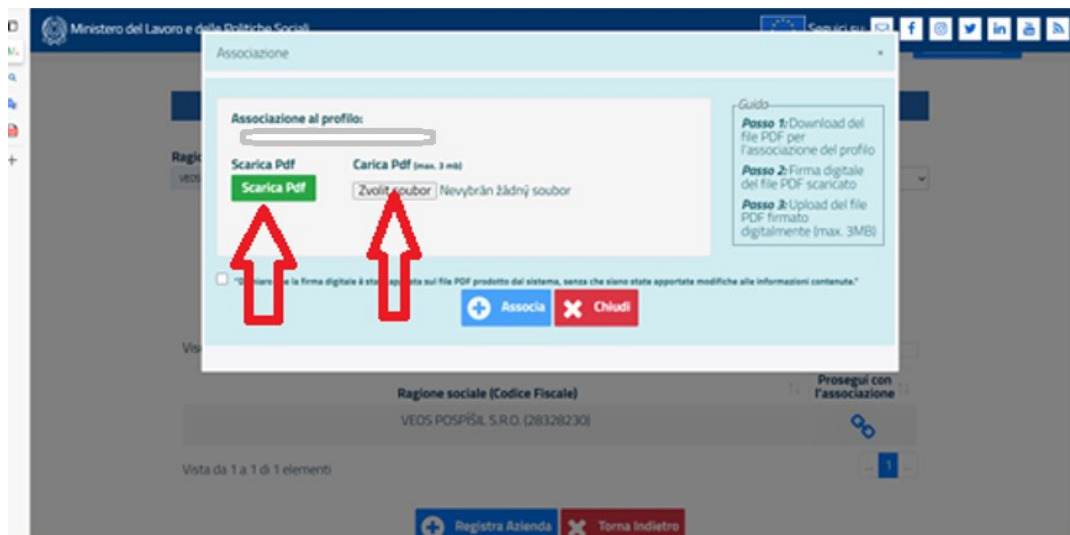 Ministero del Lavoro e delle Politiche Sociali
Seguici su:
Associazione
Associazione al profilo:
Scarica Pdf
Carica Pdf (max. 3 mb)
Scarica Pdf
Zvolit soubor Nevybrán žádný soubor
Guida
Passo 1: Download del
file PDF per
l'associazione del profilo
Passo 2: Firma digitale
del file PDF scaricato
Passo 3: Upload del file
PDF firmato
digitalmente (max. 3MB)
la firma digitale è stata sul file PDF prodotto dal sistema, senza che siano state apportate modifiche alle informazioni contenute."
Associa
Chiudi
Ragione sociale (Codice Fiscale)
Prosegui con
l'associazione
VEOS POSPÍŠIL S.R.O. (28328230)
Vista da 1 a 1 di 1 elementi
1
Registra Azienda
Torna Indietro